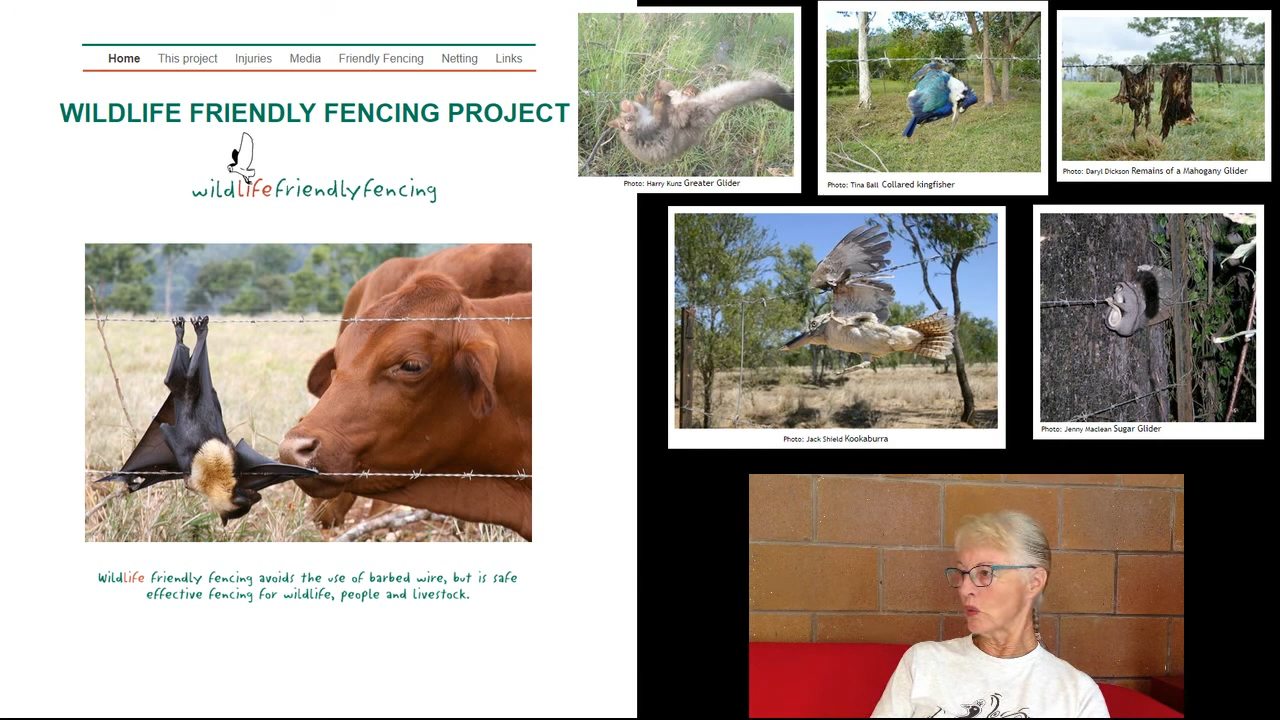 Home This project Injuries Media Friendly Fencing Netting Links
WILDLIFE FRIENDLY FENCING PROJECT
wildlifefriendlyfencing
Wildlife friendly fencing avoids the use of barbed wire, but is safe
effective fencing for wildlife, people and livestock.
Photo: Harry Kunz Greater Glider
Photo: Tina Ball Collared kingfisher
Photo: Daryl Dickson Remains of a Mahogany Glider
Photo: Jack Shield Kookaburra
Photo: Jenny Maclean Sugar Glider